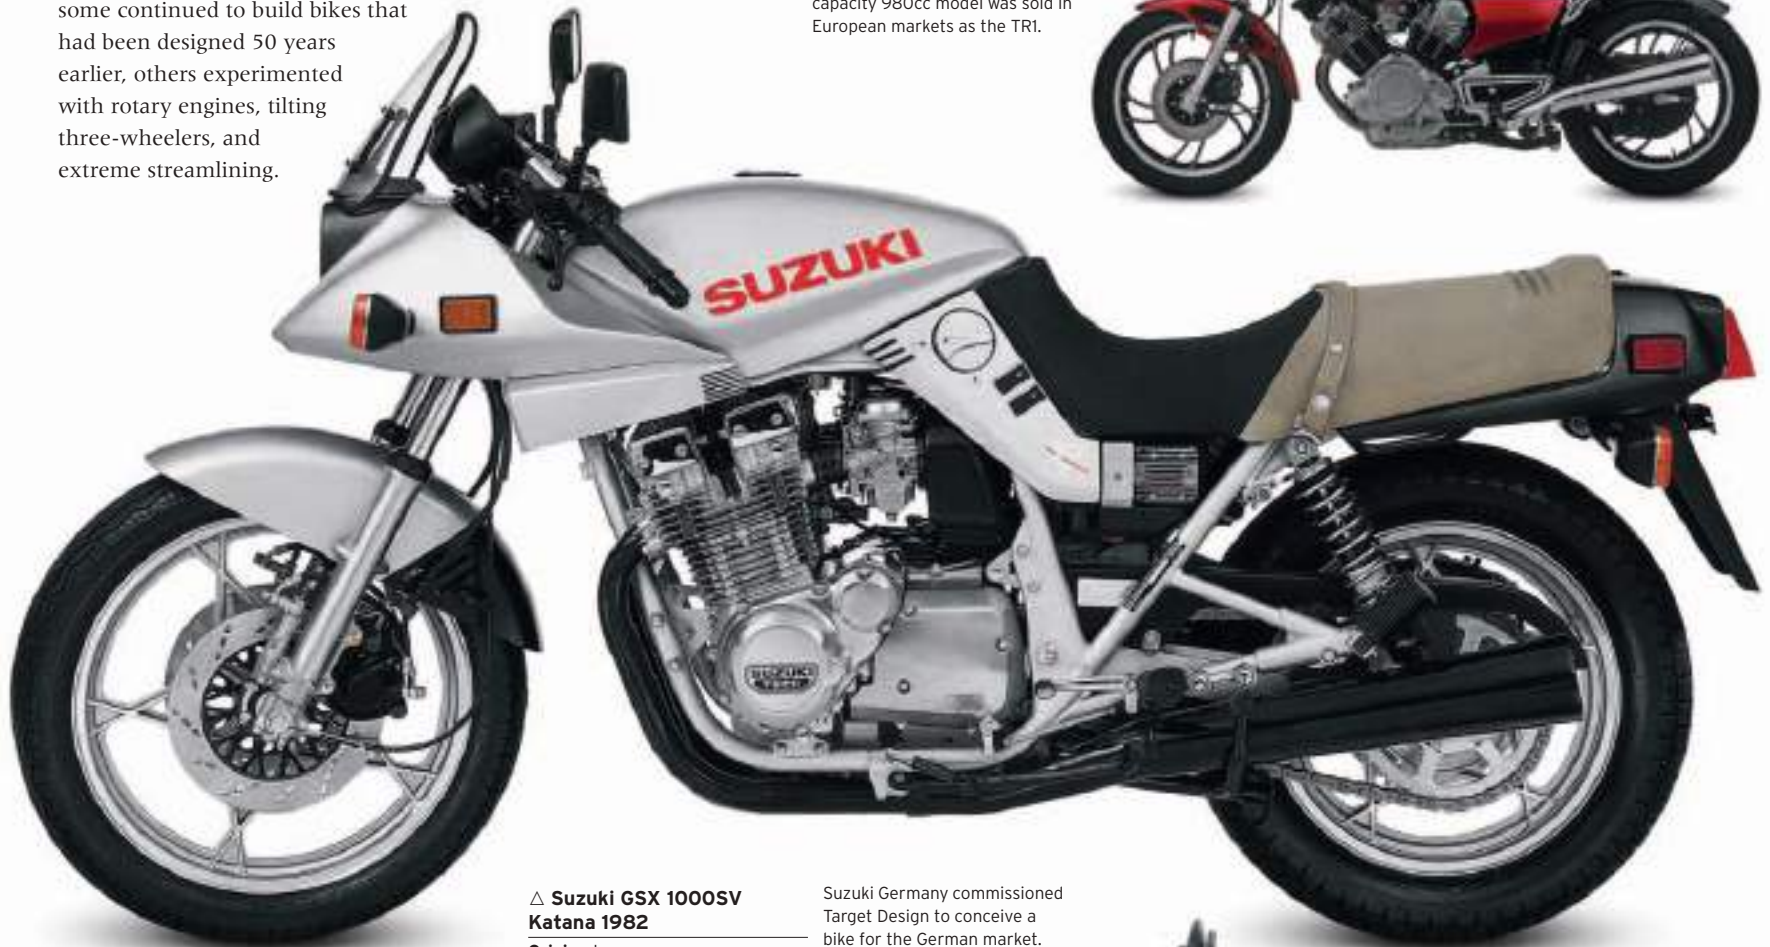 some continued to build bikes that
had been designed 50 years
earlier, others experimented
with rotary engines, tilting
three-wheelers, and
extreme streamlining.
capacity 980cc model was sold in
European markets as the TR1.
SUZUKI
SUZUKI
△ Suzuki GSX 1000SV
Katana 1982
Suzuki Germany commissioned
Target Design to conceive a
bike for the German market.